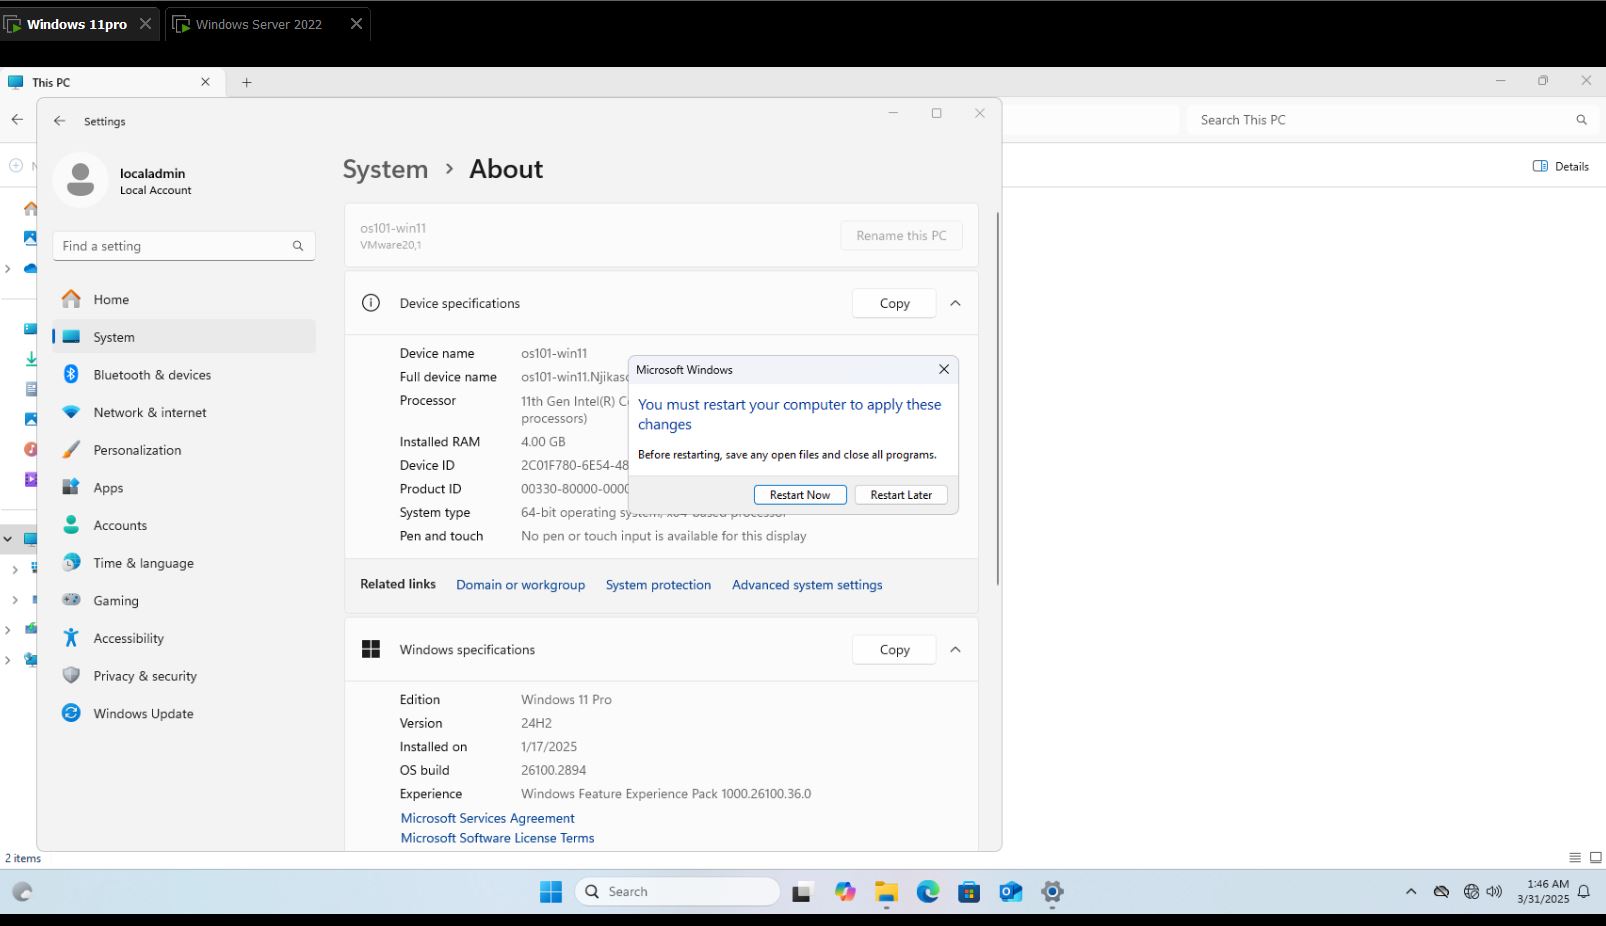 Windows 11pro
Windows Server 2022
This PC
Settings
Search This PC
Details
localadmin
Local Account
System › About
os101-win11
VMware20,1
Rename this PC
Find a setting
Device specifications
Copy
Home
System
Bluetooth & devices
Network & internet
Personalization
Apps
Accounts
Time & language
Gaming
Accessibility
Privacy & security
Windows Update
Device name os101-win11
Full device name os101-win11.Njikas
Processor 11th Gen Intel(R)
processors)
Installed RAM 4.00 GB
Device ID 2C01F780-6E54-48
Product ID 00330-80000-0000
System type 64-bit operating system, x64-based processor
Pen and touch No pen or touch input is available for this display
Microsoft Windows
You must restart your computer to apply these
changes
Before restarting, save any open files and close all programs.
Restart Now Restart Later
Related links Domain or workgroup System protection Advanced system settings
Windows specifications
Copy
Edition Windows 11 Pro
Version 24H2
Installed on 1/17/2025
OS build 26100.2894
Experience Windows Feature Experience Pack 1000.26100.36.0
Microsoft Services Agreement
Microsoft Software License Terms
2 items
Search
1:46 AM
3/31/2025